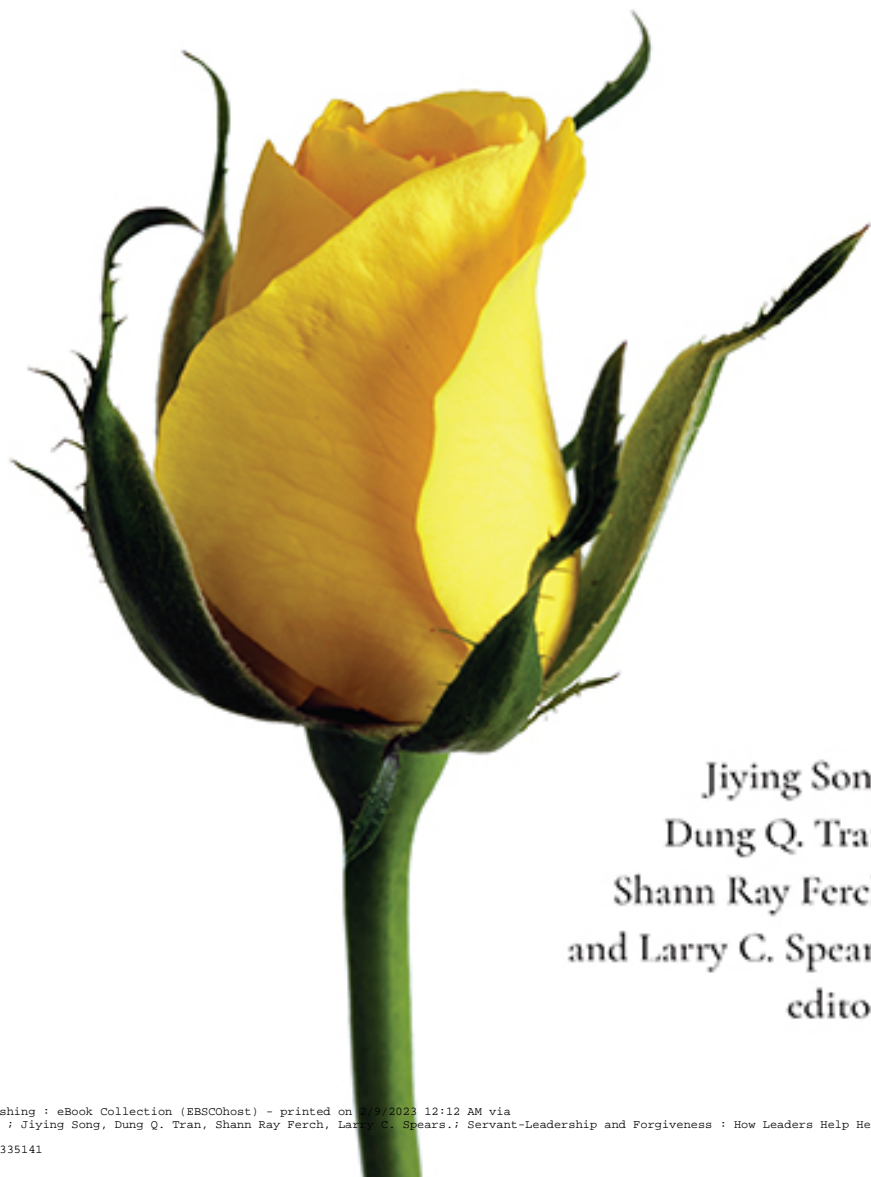 Jiying Son
Dung Q. Tra
Shann Ray Ferc
and Larry C. Spear
edito
shing : eBook Collection (EBSCOhost) - printed on 2/9/2023 12:12 AM via
; Jiying Song, Dung Q. Tran, Shann Ray Ferch, Larry C. Spears.; Servant-Leadership and Forgiveness : How Leaders Help He
335141